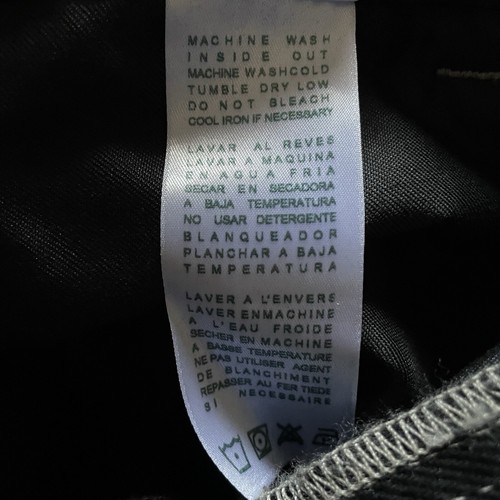 MACHINE WASH
INSIDE OUT
MACHINE WASHCOLD
TUMBLE DRY LOW
DO NOT BLEACH
COOL IRON IF NECESSARY
LAVAR AL REVES
LAVAR A MAQUINA
EN AGUA FRIA
SECAR EN SECADORA
A BAJA TEMPERATURA
NO USAR DETERGENTE
BLANQUEADOR
PLANCHAR A BAJA
TEMPERATURA
LAVER A L'ENVERS
LAVER EN MACHINE
A L'EAU FROIDE
SECHER EN MACHINE
A BASSE TEMPERATURE
NE PAS UTILISER AGENT
DE BLANCHIMENT
REPASSER AU FER TIEDE
SI NECESSAIRE